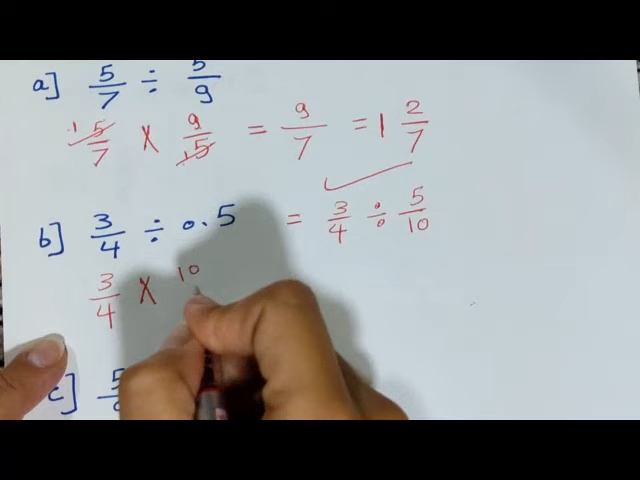 a] 5/7 ÷ 5/9
5/7 X 9/5 = 9/7 = 1 2/7
b] 3/4 ÷ 0.5 = 3/4 ÷ 5/10
3/4 X 10
c] 5